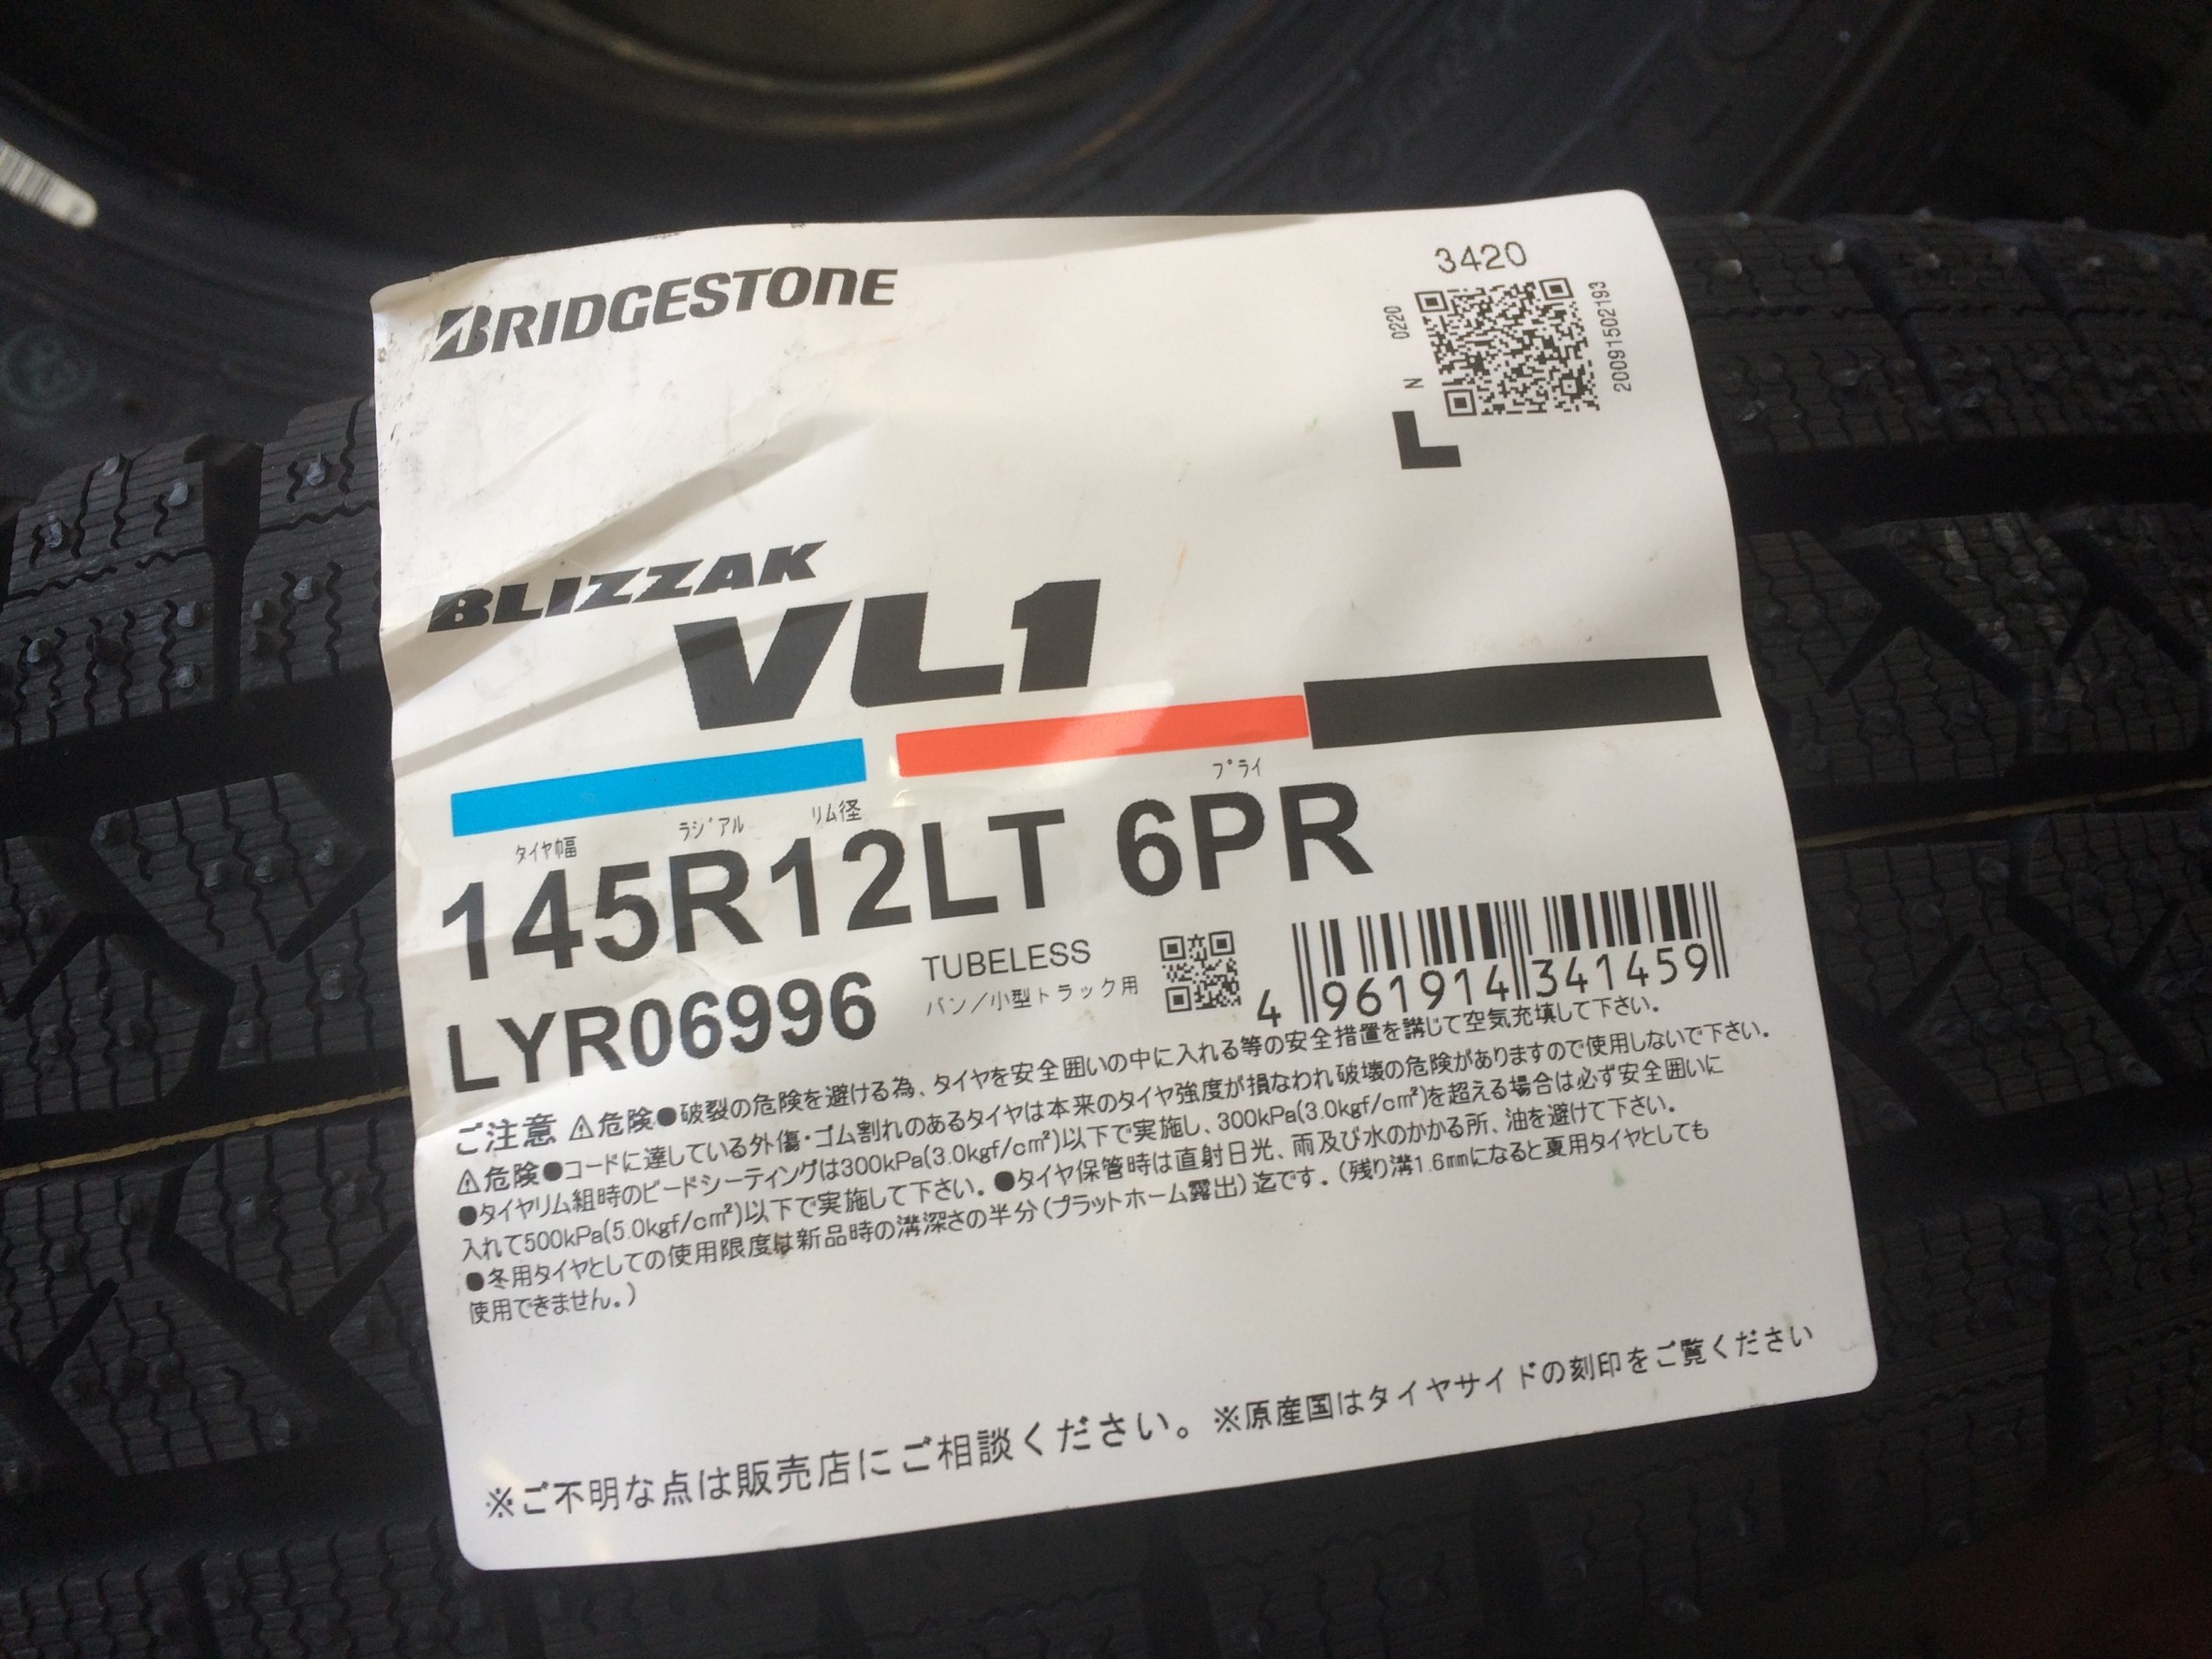 BRIDGESTONE
3420
N 0220
20091502193
L
BLIZZAK
VL1
タイヤ幅 ラジアル リム径 プライ
145R12LT 6PR
LYR06996
TUBELESS
バン／小型トラック用
4 961914 341459
ご注意 ⚠危険●破裂の危険を避ける為、タイヤを安全囲いの中に入れる等の安全措置を講じて空気充填して下さい。
⚠危険●コードに達している外傷・ゴム割れのあるタイヤは本来のタイヤ強度が損なわれ破壊の危険がありますので使用しないで下さい。
●タイヤリム組時のビードシーティングは300kPa(3.0kgf/cm²)以下で実施し、300kPa(3.0kgf/cm²)を超える場合は必ず安全囲いに
入れて500kPa(5.0kgf/cm²)以下で実施して下さい。●タイヤ保管時は直射日光、雨及び水のかかる所、油を避けて下さい。
●冬用タイヤとしての使用限度は新品時の溝深さの半分(プラットホーム露出)迄です。(残り溝1.6mmになると夏用タイヤとしても
使用できません。)
※ご不明な点は販売店にご相談ください。※原産国はタイヤサイドの刻印をご覧ください